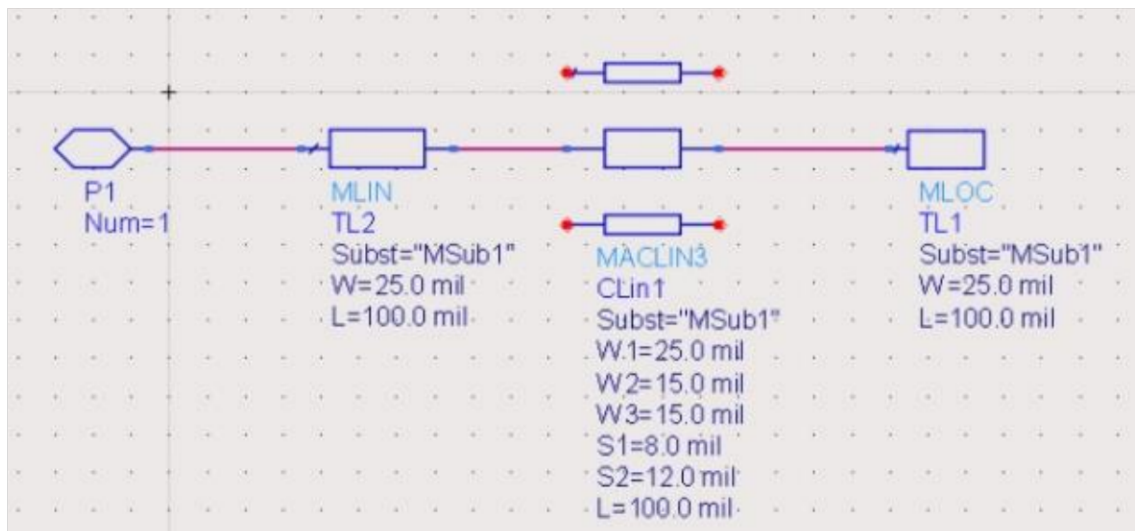 P1
Num=1
MLIN
TL2
Subst="MSub1"
W=25.0 mil
L=100.0 mil
MACLIN3
CLin1
Subst="MSub1"
W1=25.0 mil
W2=15.0 mil
W3=15.0 mil
S1=8.0 mil
S2=12.0 mil
L=100.0 mil
MLOC
TL1
Subst="MSub1"
W=25.0 mil
L=100.0 mil